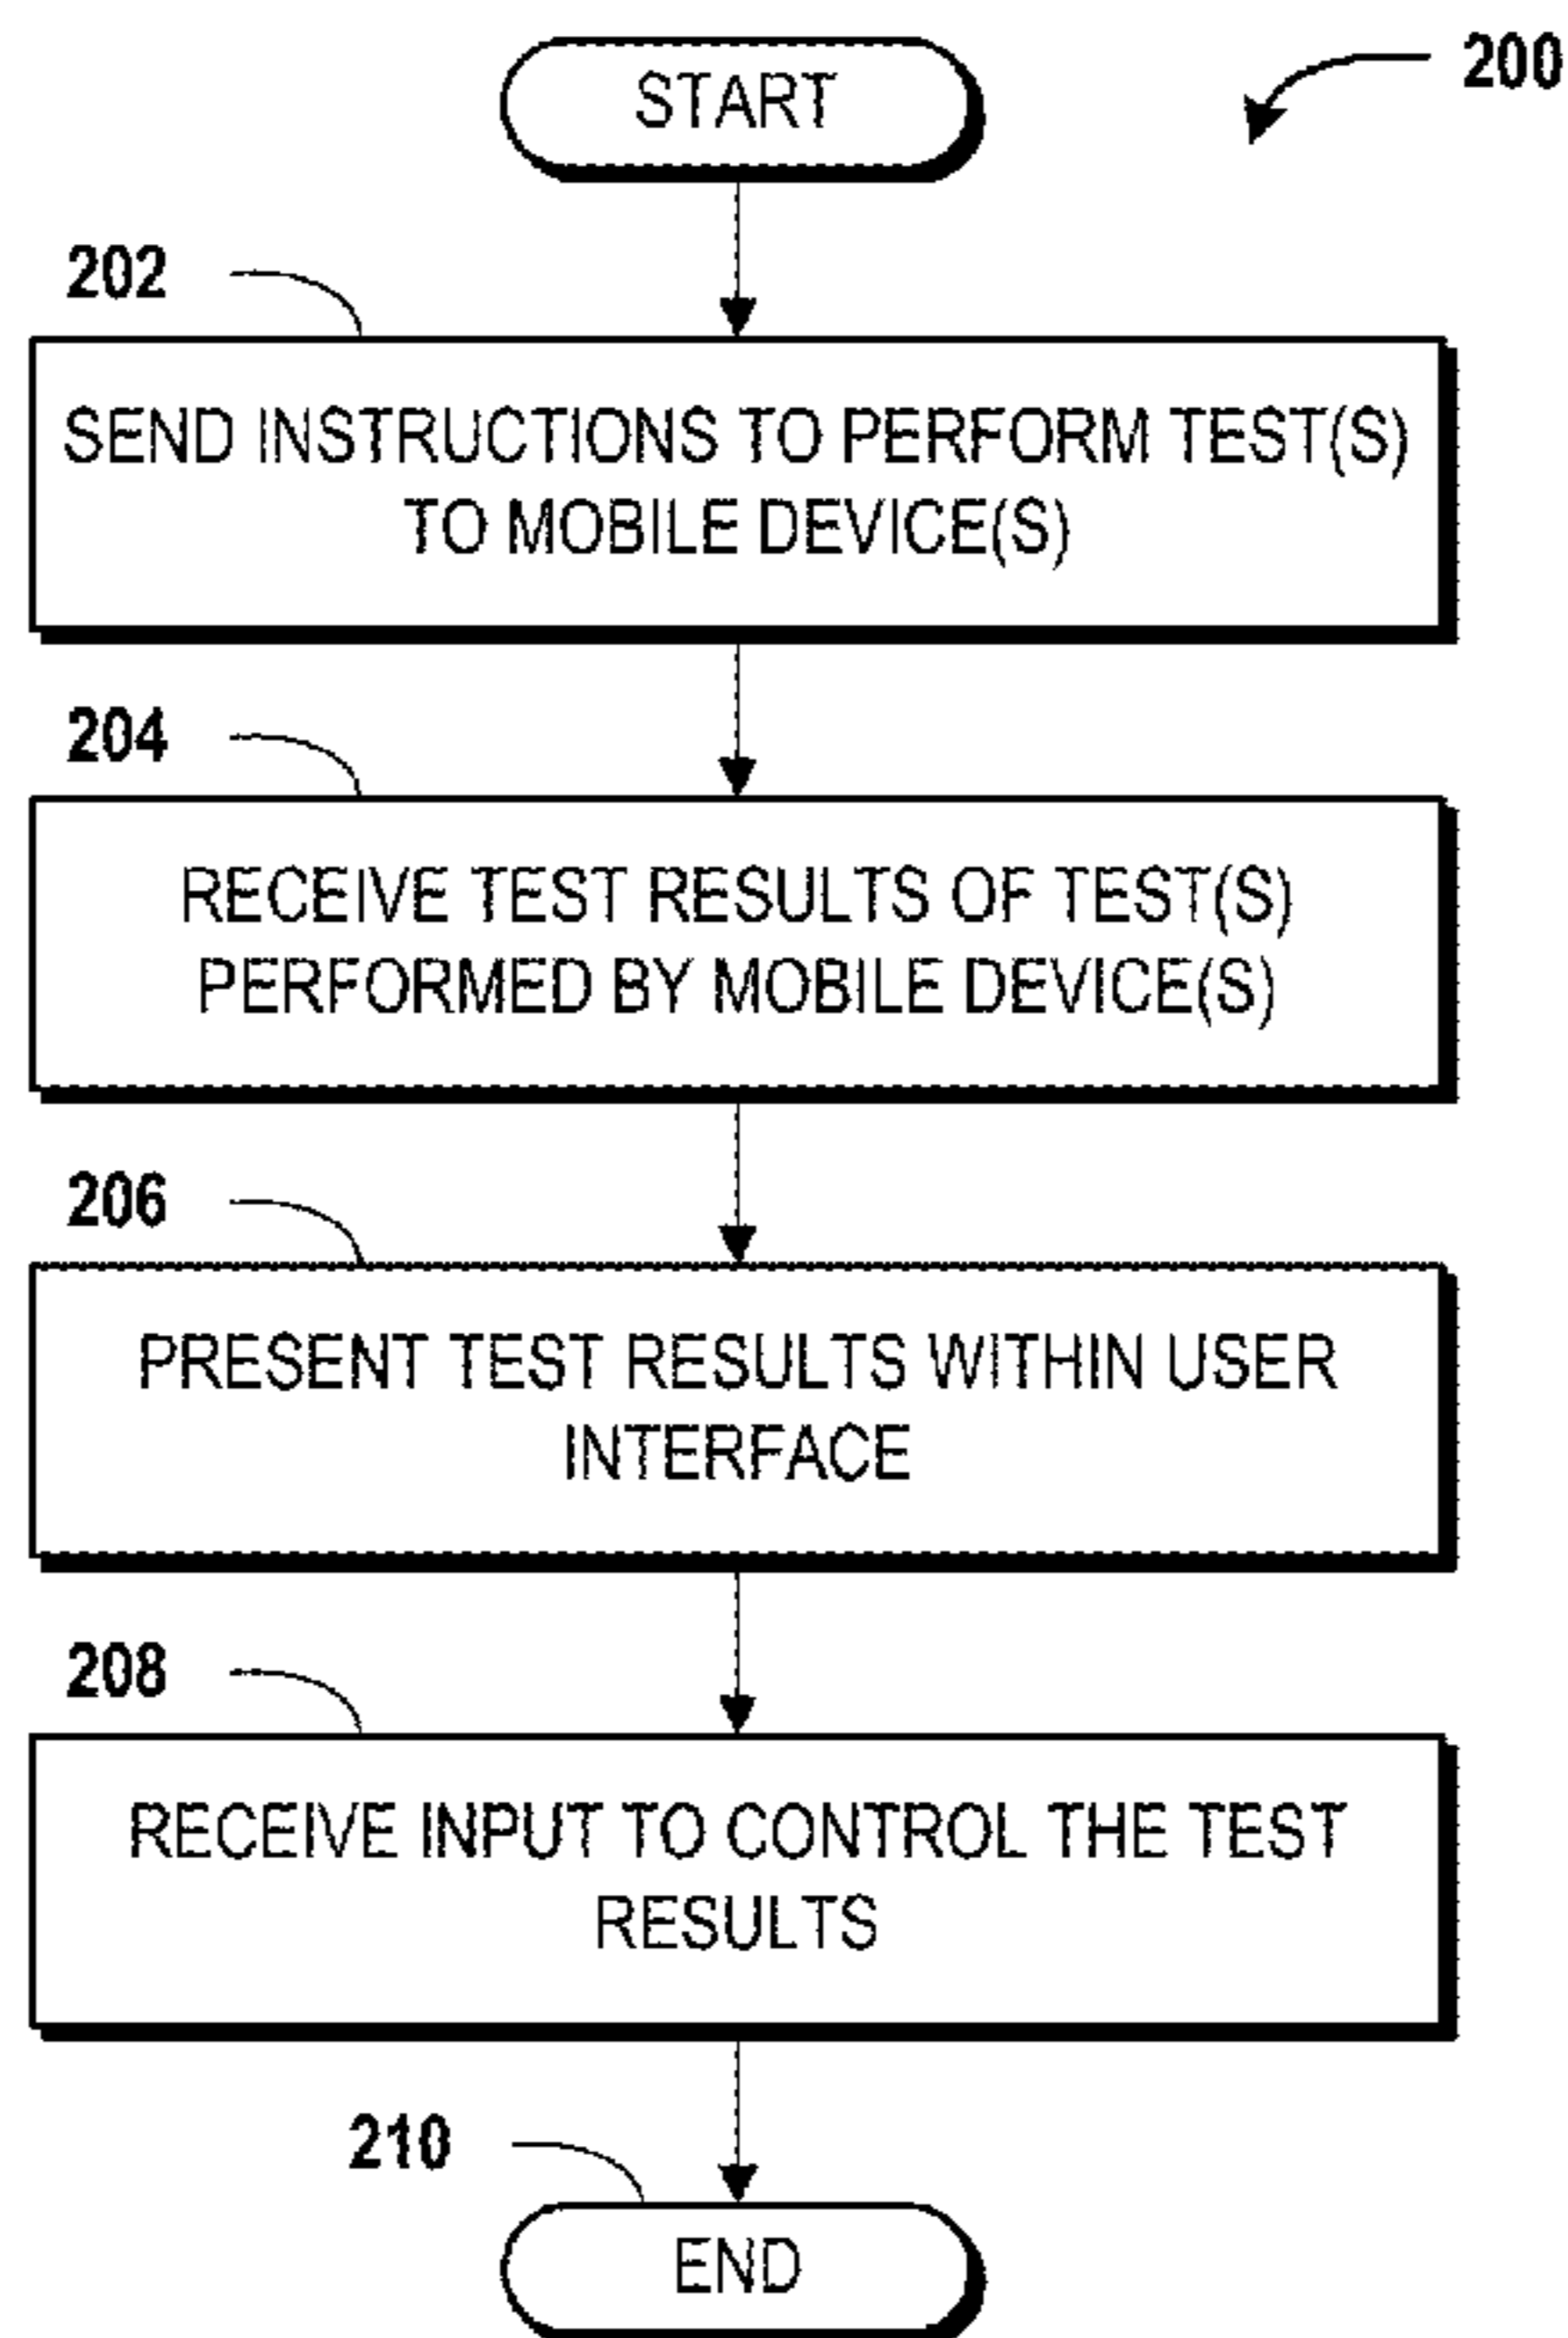 START
200
202
SEND INSTRUCTIONS TO PERFORM TEST(S)
TO MOBILE DEVICE(S)
204
RECEIVE TEST RESULTS OF TEST(S)
PERFORMED BY MOBILE DEVICE(S)
206
PRESENT TEST RESULTS WITHIN USER
INTERFACE
208
RECEIVE INPUT TO CONTROL THE TEST
RESULTS
210
END